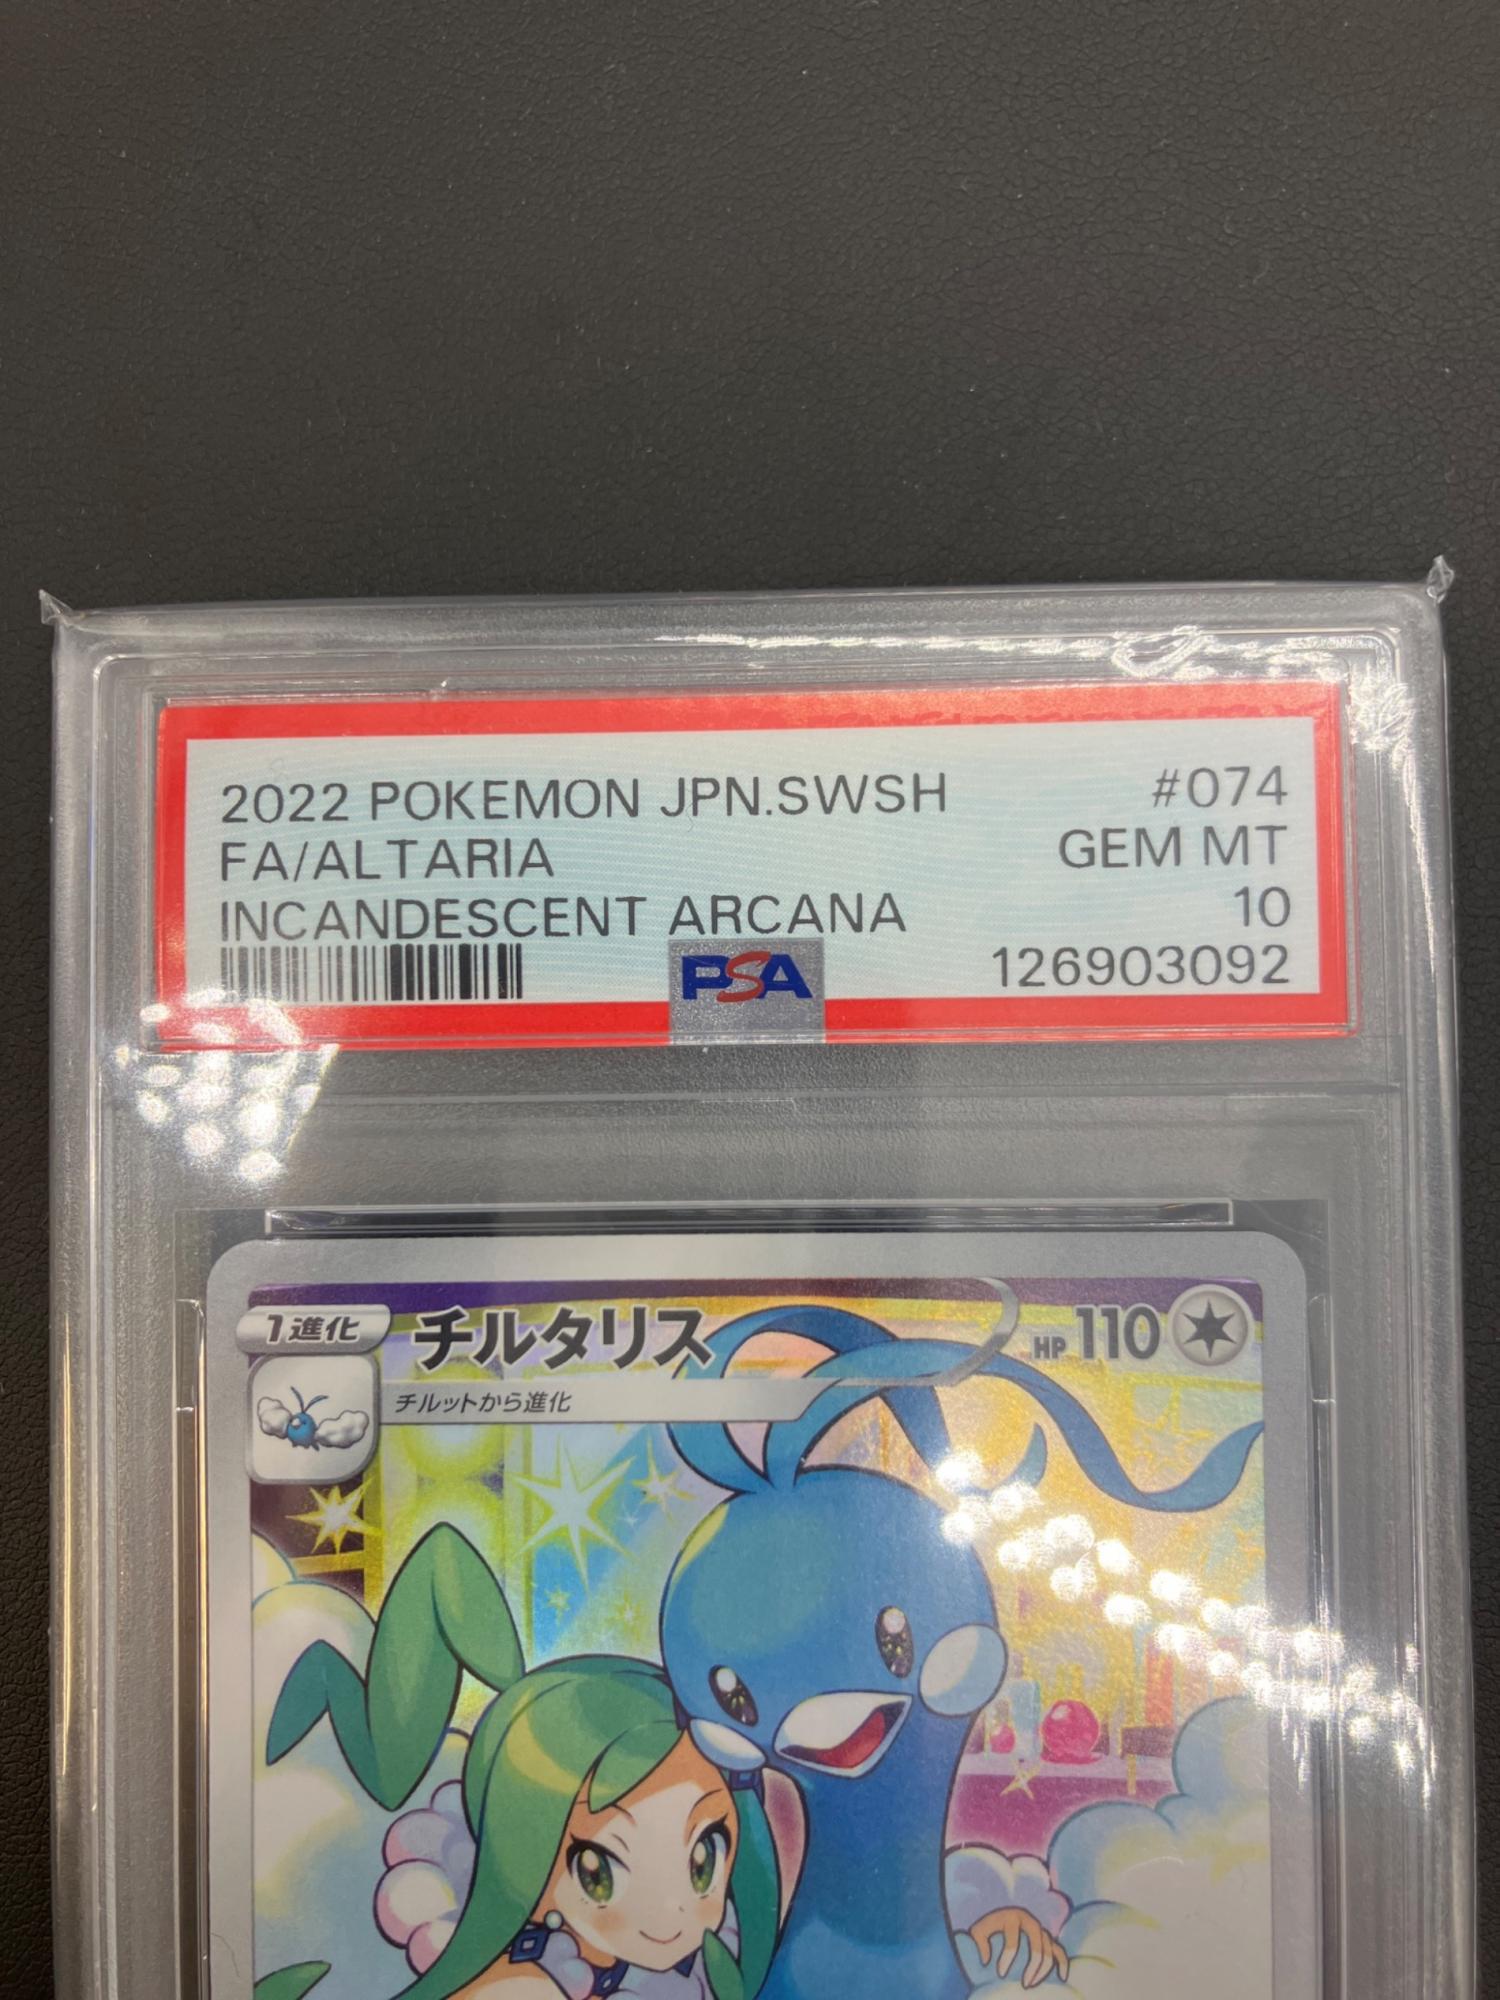 2022 POKEMON JPN.SWSH #074
FA/ALTARIA GEM MT
INCANDESCENT ARCANA 10
PSA 126903092
1進化 チルタリス HP 110
チルットから進化